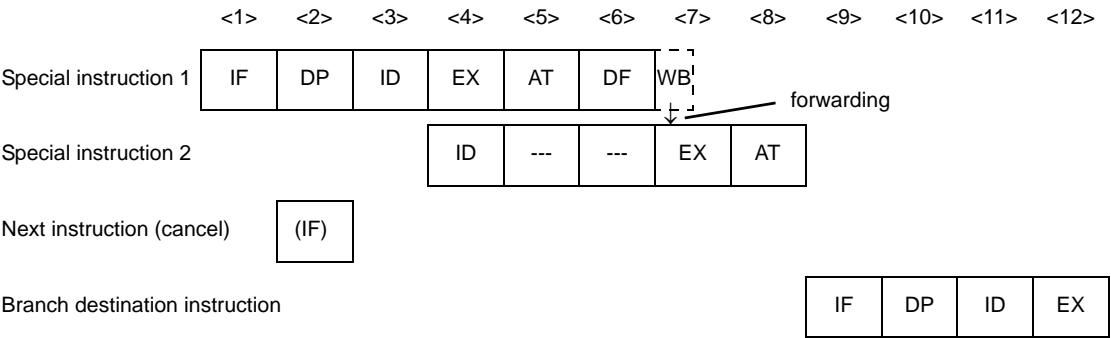 <1> <2> <3> <4> <5> <6> <7> <8> <9> <10> <11> <12>
Special instruction 1 IF DP ID EX AT DF WB
forwarding
Special instruction 2 ID --- --- EX AT
Next instruction (cancel) (IF)
Branch destination instruction IF DP ID EX